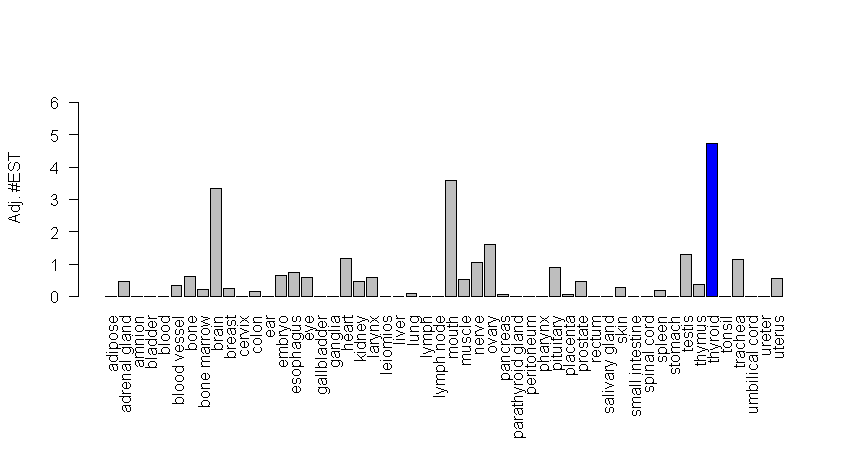 6
5
4
3
2
1
0
Adj. #EST
adipose
adrenal gland
amnion
bladder
blood
blood vessel
bone
bone marrow
brain
breast
cervix
colon
ear
embryo
esophagus
eye
gallbladder
ganglia
heart
kidney
larynx
leiomios
liver
lung
lymph
lymph node
mouth
muscle
nerve
ovary
pancreas
parathyroid gland
peritoneum
pharynx
pituitary
placenta
prostate
rectum
salivary gland
skin
small intestine
spinal cord
spleen
stomach
testis
thymus
thyroid
tonsil
trachea
umbilical cord
ureter
uterus